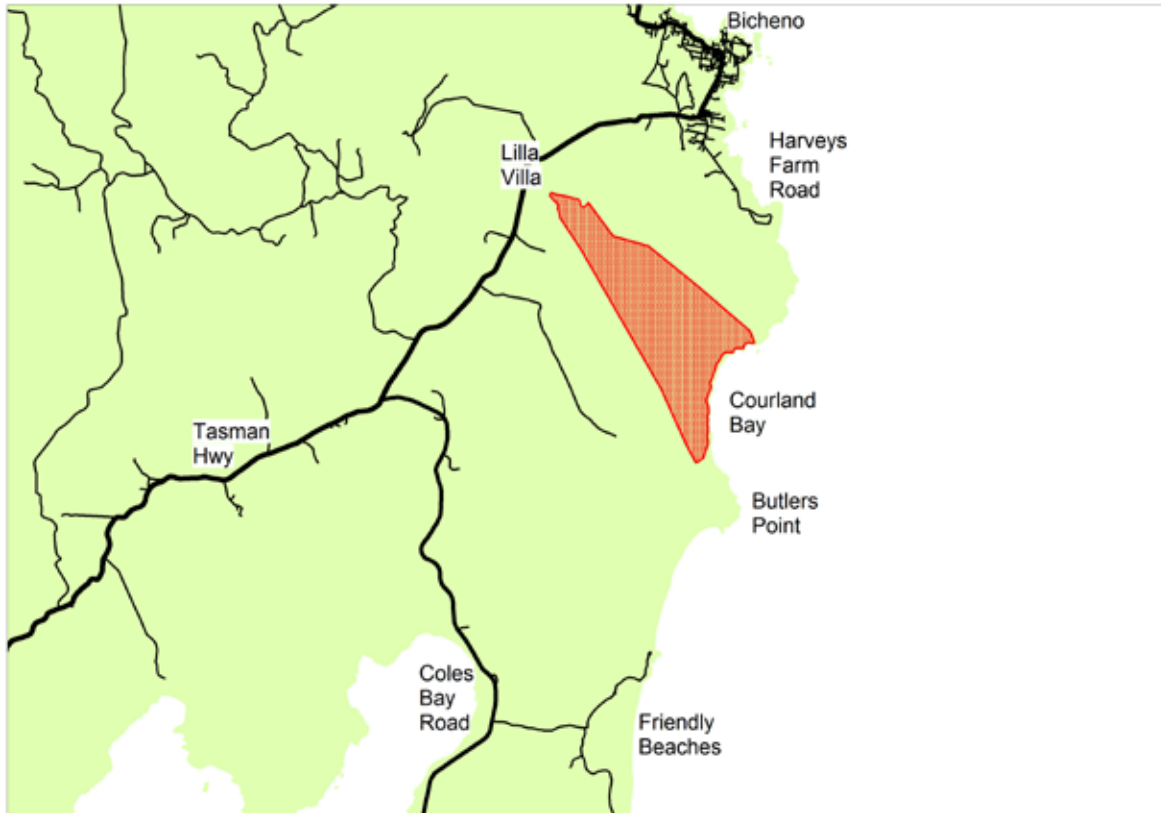 Bicheno
Harveys
Farm
Road
Lilla
Villa
Courland
Bay
Tasman
Hwy
Butlers
Point
Coles
Bay
Road
Friendly
Beaches